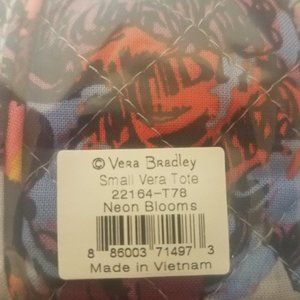 © Vera Bradley
Small Vera Tote
22164-T78
Neon Blooms
8 86003 71497 3
Made in Vietnam